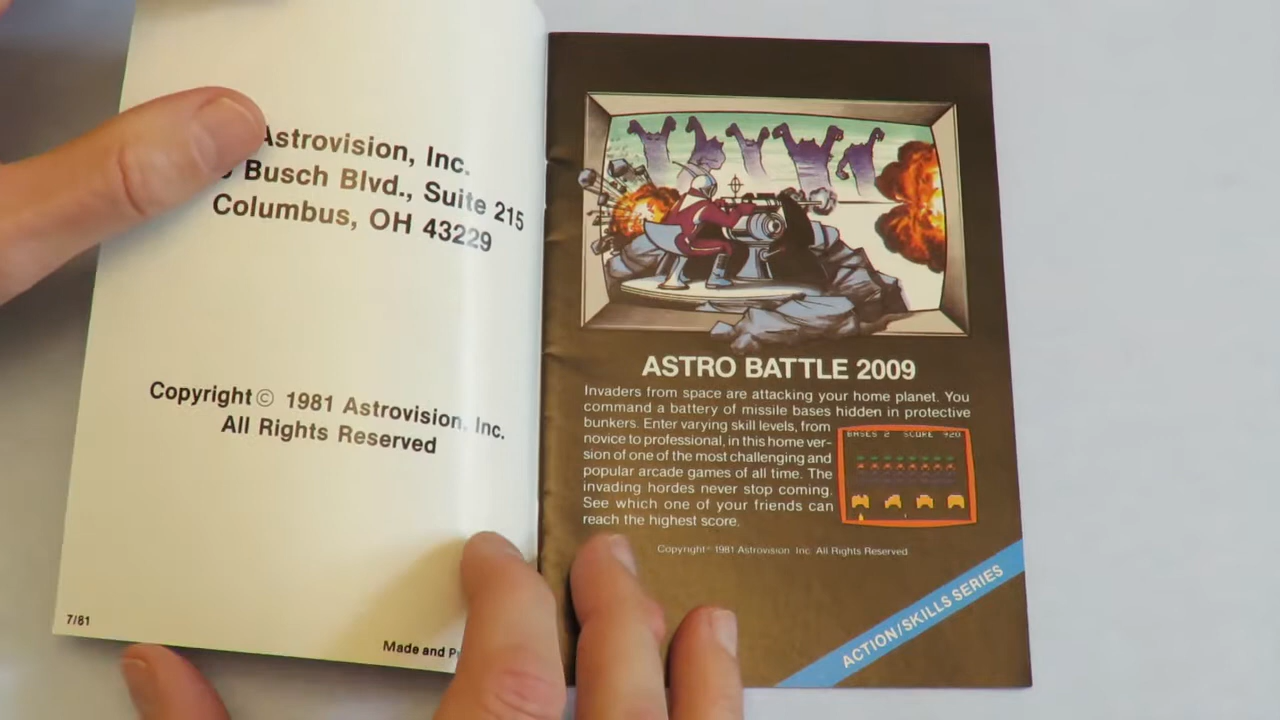 Astrovision, Inc.
Busch Blvd., Suite 215
Columbus, OH 43229
Copyright © 1981 Astrovision, Inc.
All Rights Reserved
7/81
Made and
ASTRO BATTLE 2009
Invaders from space are attacking your home planet. You
command a battery of missile bases hidden in protective
bunkers. Enter varying skill levels, from
novice to professional, in this home ver-
sion of one of the most challenging and
popular arcade games of all time. The
invading hordes never stop coming.
See which one of your friends can
reach the highest score.
BASES 2 SCORE 920
Copyright© 1981 Astrovision Inc. All Rights Reserved
ACTION/SKILLS SERIES